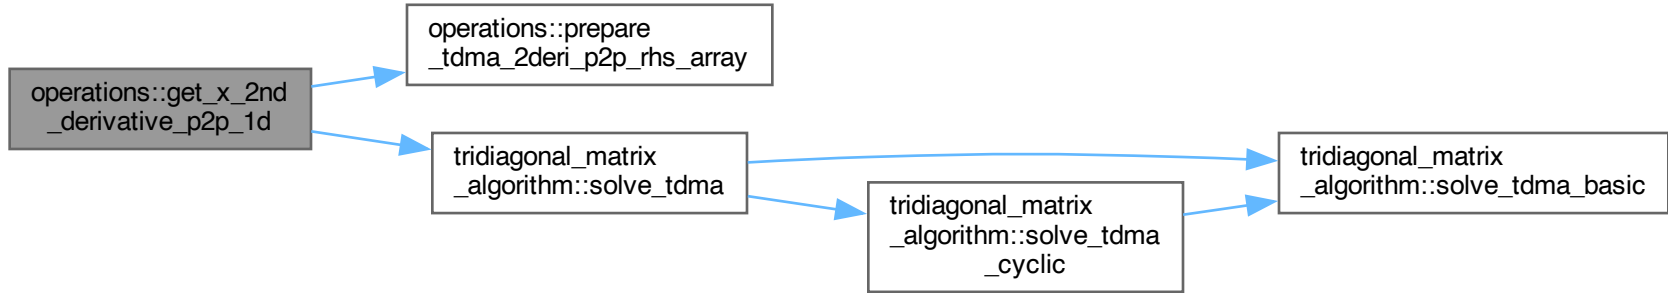 operations::get_x_2nd
_derivative_p2p_1d
operations::prepare
_tdma_2deri_p2p_rhs_array
tridiagonal_matrix
_algorithm::solve_tdma
tridiagonal_matrix
_algorithm::solve_tdma
_cyclic
tridiagonal_matrix
_algorithm::solve_tdma_basic